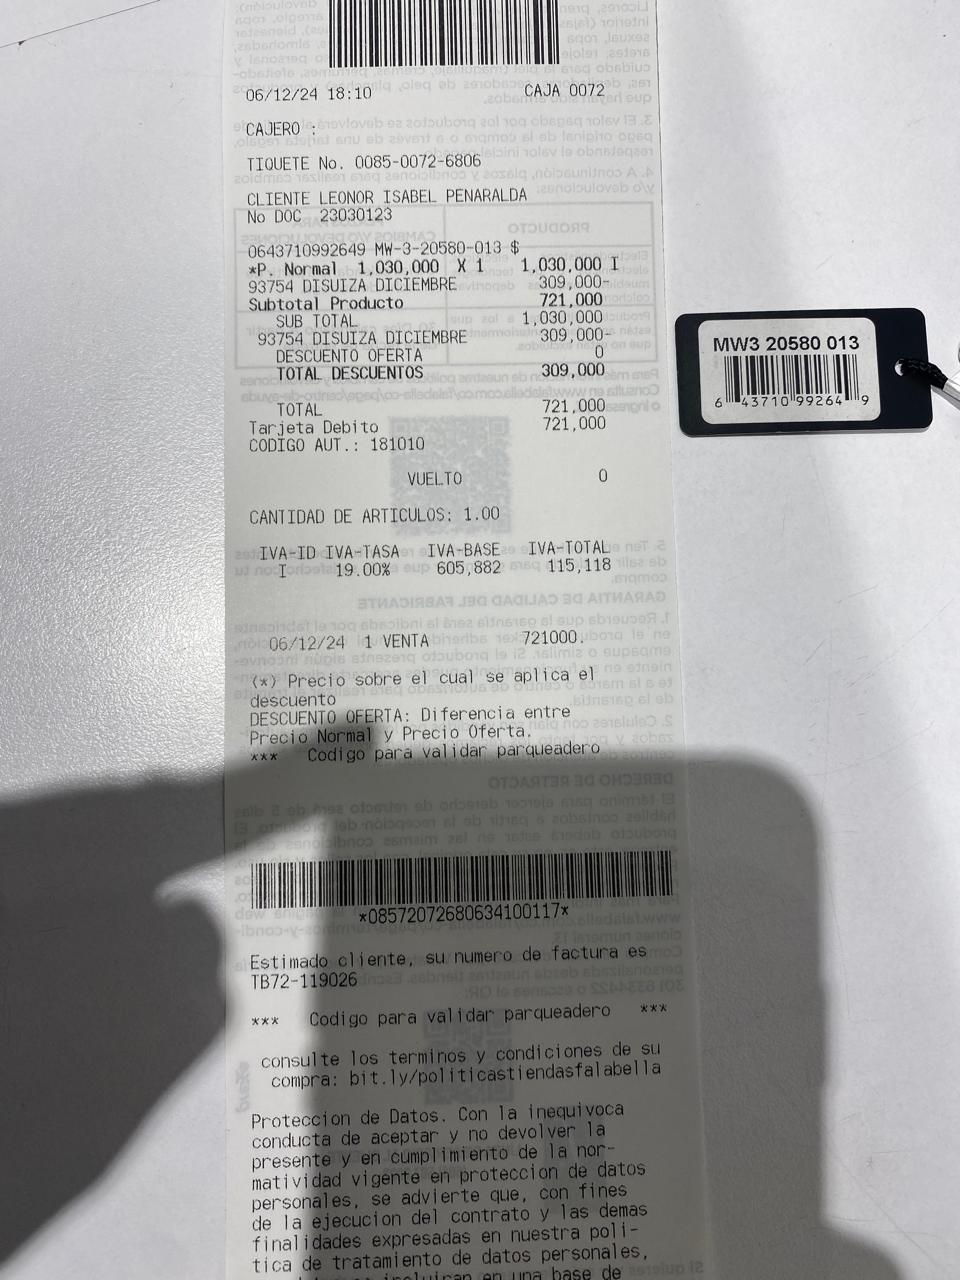 06/12/24 18:10 CAJA 0072
CAJERO :
TIQUETE No. 0085-0072-6806
CLIENTE LEONOR ISABEL PENARALDA
No DOC 23030123
0643710992649 MW-3-20580-013 $
*P. Normal 1,030,000 X 1 1,030,000 I
93754 DISUIZA DICIEMBRE 309,000-
Subtotal Producto 721,000
SUB TOTAL 1,030,000
93754 DISUIZA DICIEMBRE 309,000-
DESCUENTO OFERTA 0
TOTAL DESCUENTOS 309,000
TOTAL 721,000
Tarjeta Debito 721,000
CODIGO AUT.: 181010
VUELTO 0
CANTIDAD DE ARTICULOS: 1.00
IVA-ID IVA-TASA IVA-BASE IVA-TOTAL
I 19.00% 605,882 115,118
06/12/24 1 VENTA 721000.
(*) Precio sobre el cual se aplica el
descuento
DESCUENTO OFERTA: Diferencia entre
Precio Normal y Precio Oferta.
*** Codigo para validar parqueadero
*08572072680634100117*
Estimado cliente, su numero de factura es
TB72-119026
*** Codigo para validar parqueadero ***
consulte los terminos y condiciones de su
compra: bit.ly/politicastiendasfalabella
Proteccion de Datos. Con la inequivoca
conducta de aceptar y no devolver la
presente y en cumplimiento de la nor-
matividad vigente en proteccion de datos
personales, se advierte que, con fines
de la ejecucion del contrato y las demas
finalidades expresadas en nuestra poli-
tica de tratamiento de datos personales,
incluiran en una base de
MW3 20580 013
6 43710 99264 9